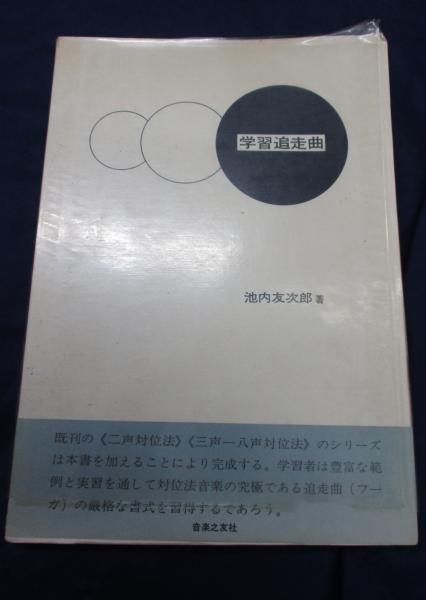 学習追走曲
池内友次郎 著
既刊の《二声対位法》《三声―八声対位法》のシリーズ
は本書を加えることにより完成する。学習者は豊富な範
例と実習を通して対位法音楽の究極である追走曲（フー
ガ）の厳格な書式を習得するであろう。
音楽之友社